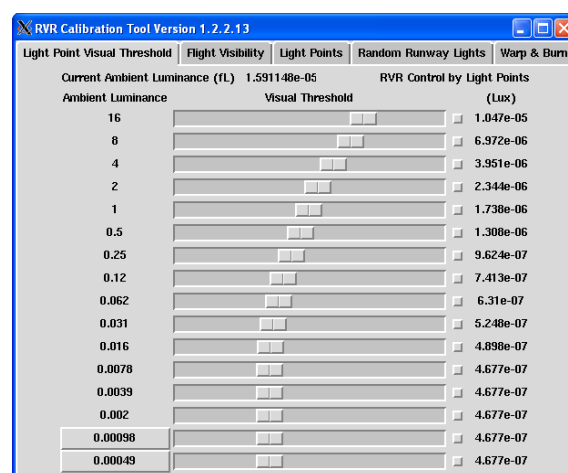 RVR Calibration Tool Version 1.2.2.13
Light Point Visual Threshold Flight Visibility Light Points Random Runway Lights Warp & Burn
Current Ambient Luminance (fL) 1.591148e-05 RVR Control by Light Points
Ambient Luminance Visual Threshold (Lux)
16 1.047e-05
8 6.972e-06
4 3.951e-06
2 2.344e-06
1 1.738e-06
0.5 1.308e-06
0.25 9.624e-07
0.12 7.413e-07
0.062 6.31e-07
0.031 5.248e-07
0.016 4.898e-07
0.0078 4.677e-07
0.0039 4.677e-07
0.002 4.677e-07
0.00098 4.677e-07
0.00049 4.677e-07